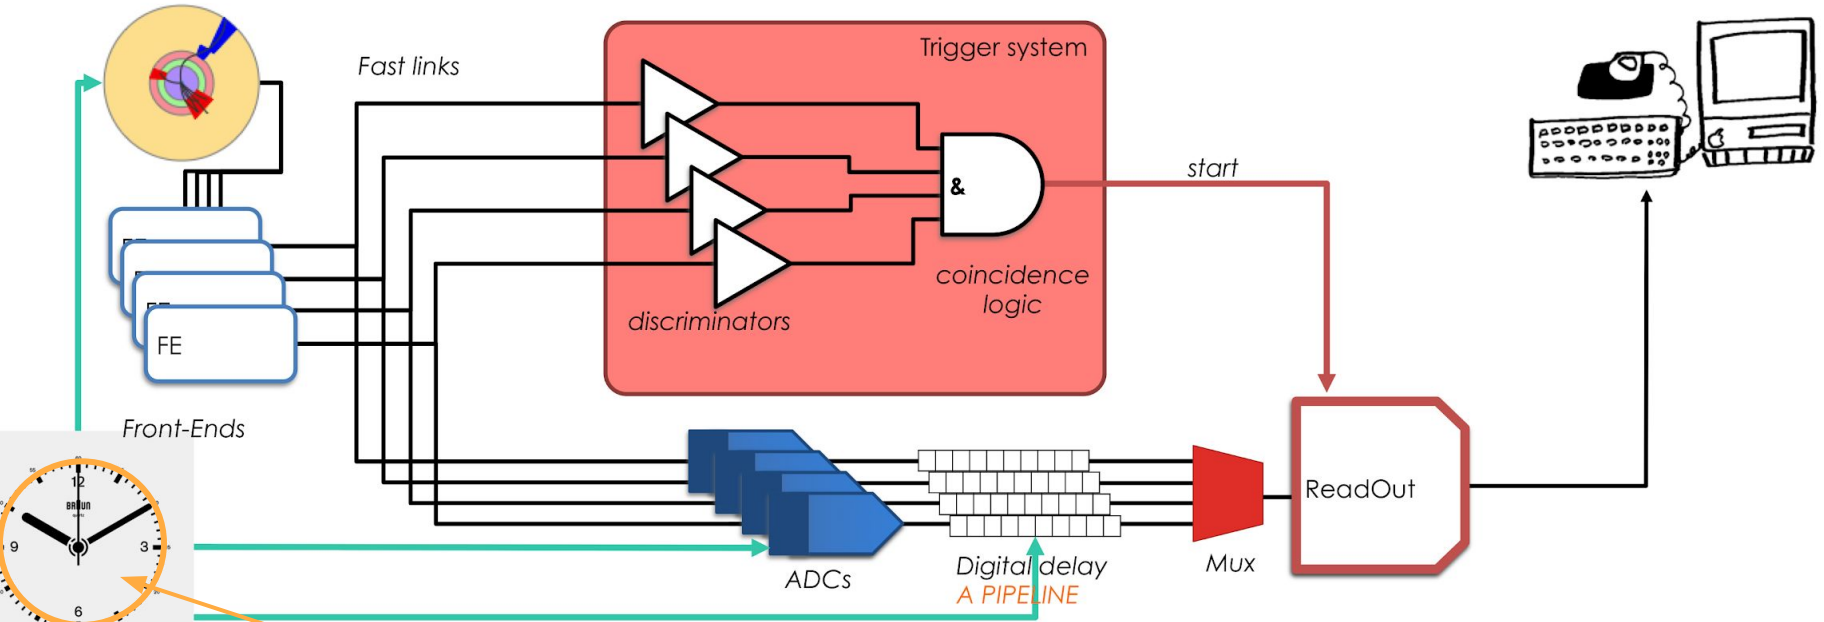 Trigger system
Fast links
start
&
coincidence
logic
discriminators
FE
Front-Ends
12
BRAUN
9
3
6
ReadOut
Digital delay
A PIPELINE
Mux
ADCs